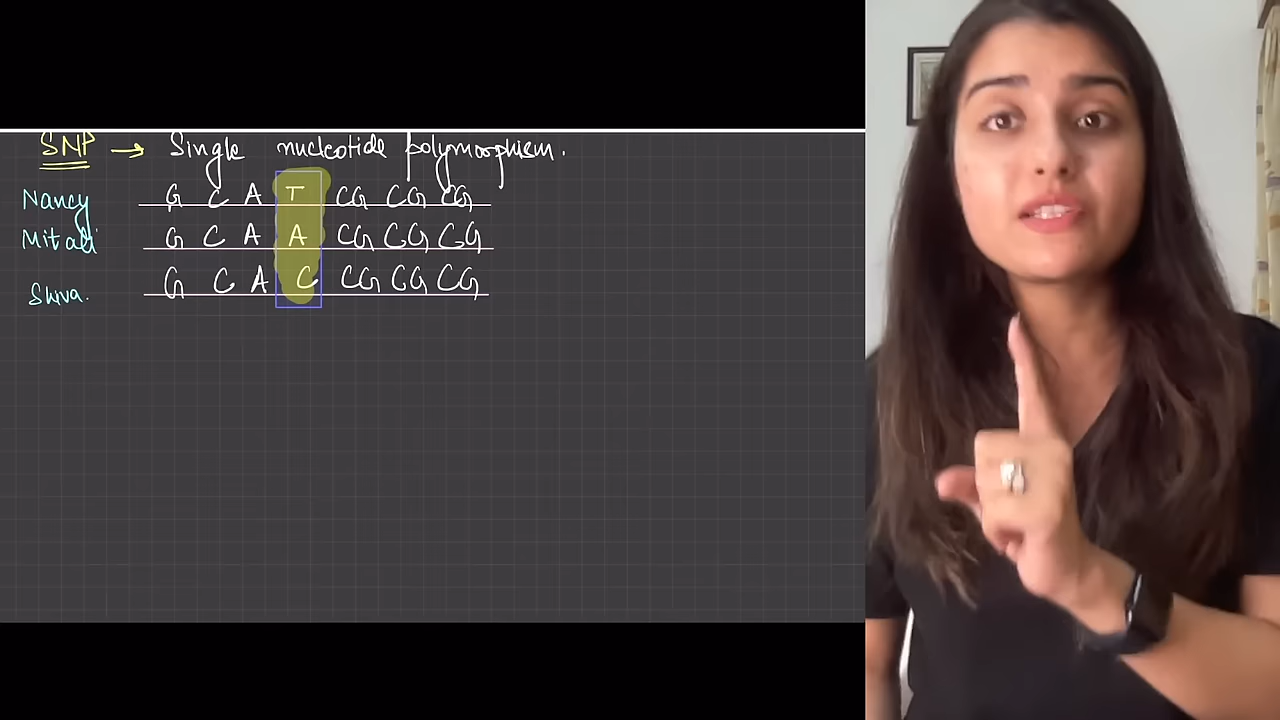 SNP → Single nucleotide polymorphism.
Nancy G C A T CG CG CG
Mitali G C A A CG CG CG
Shiva. G C A C CG CG CG